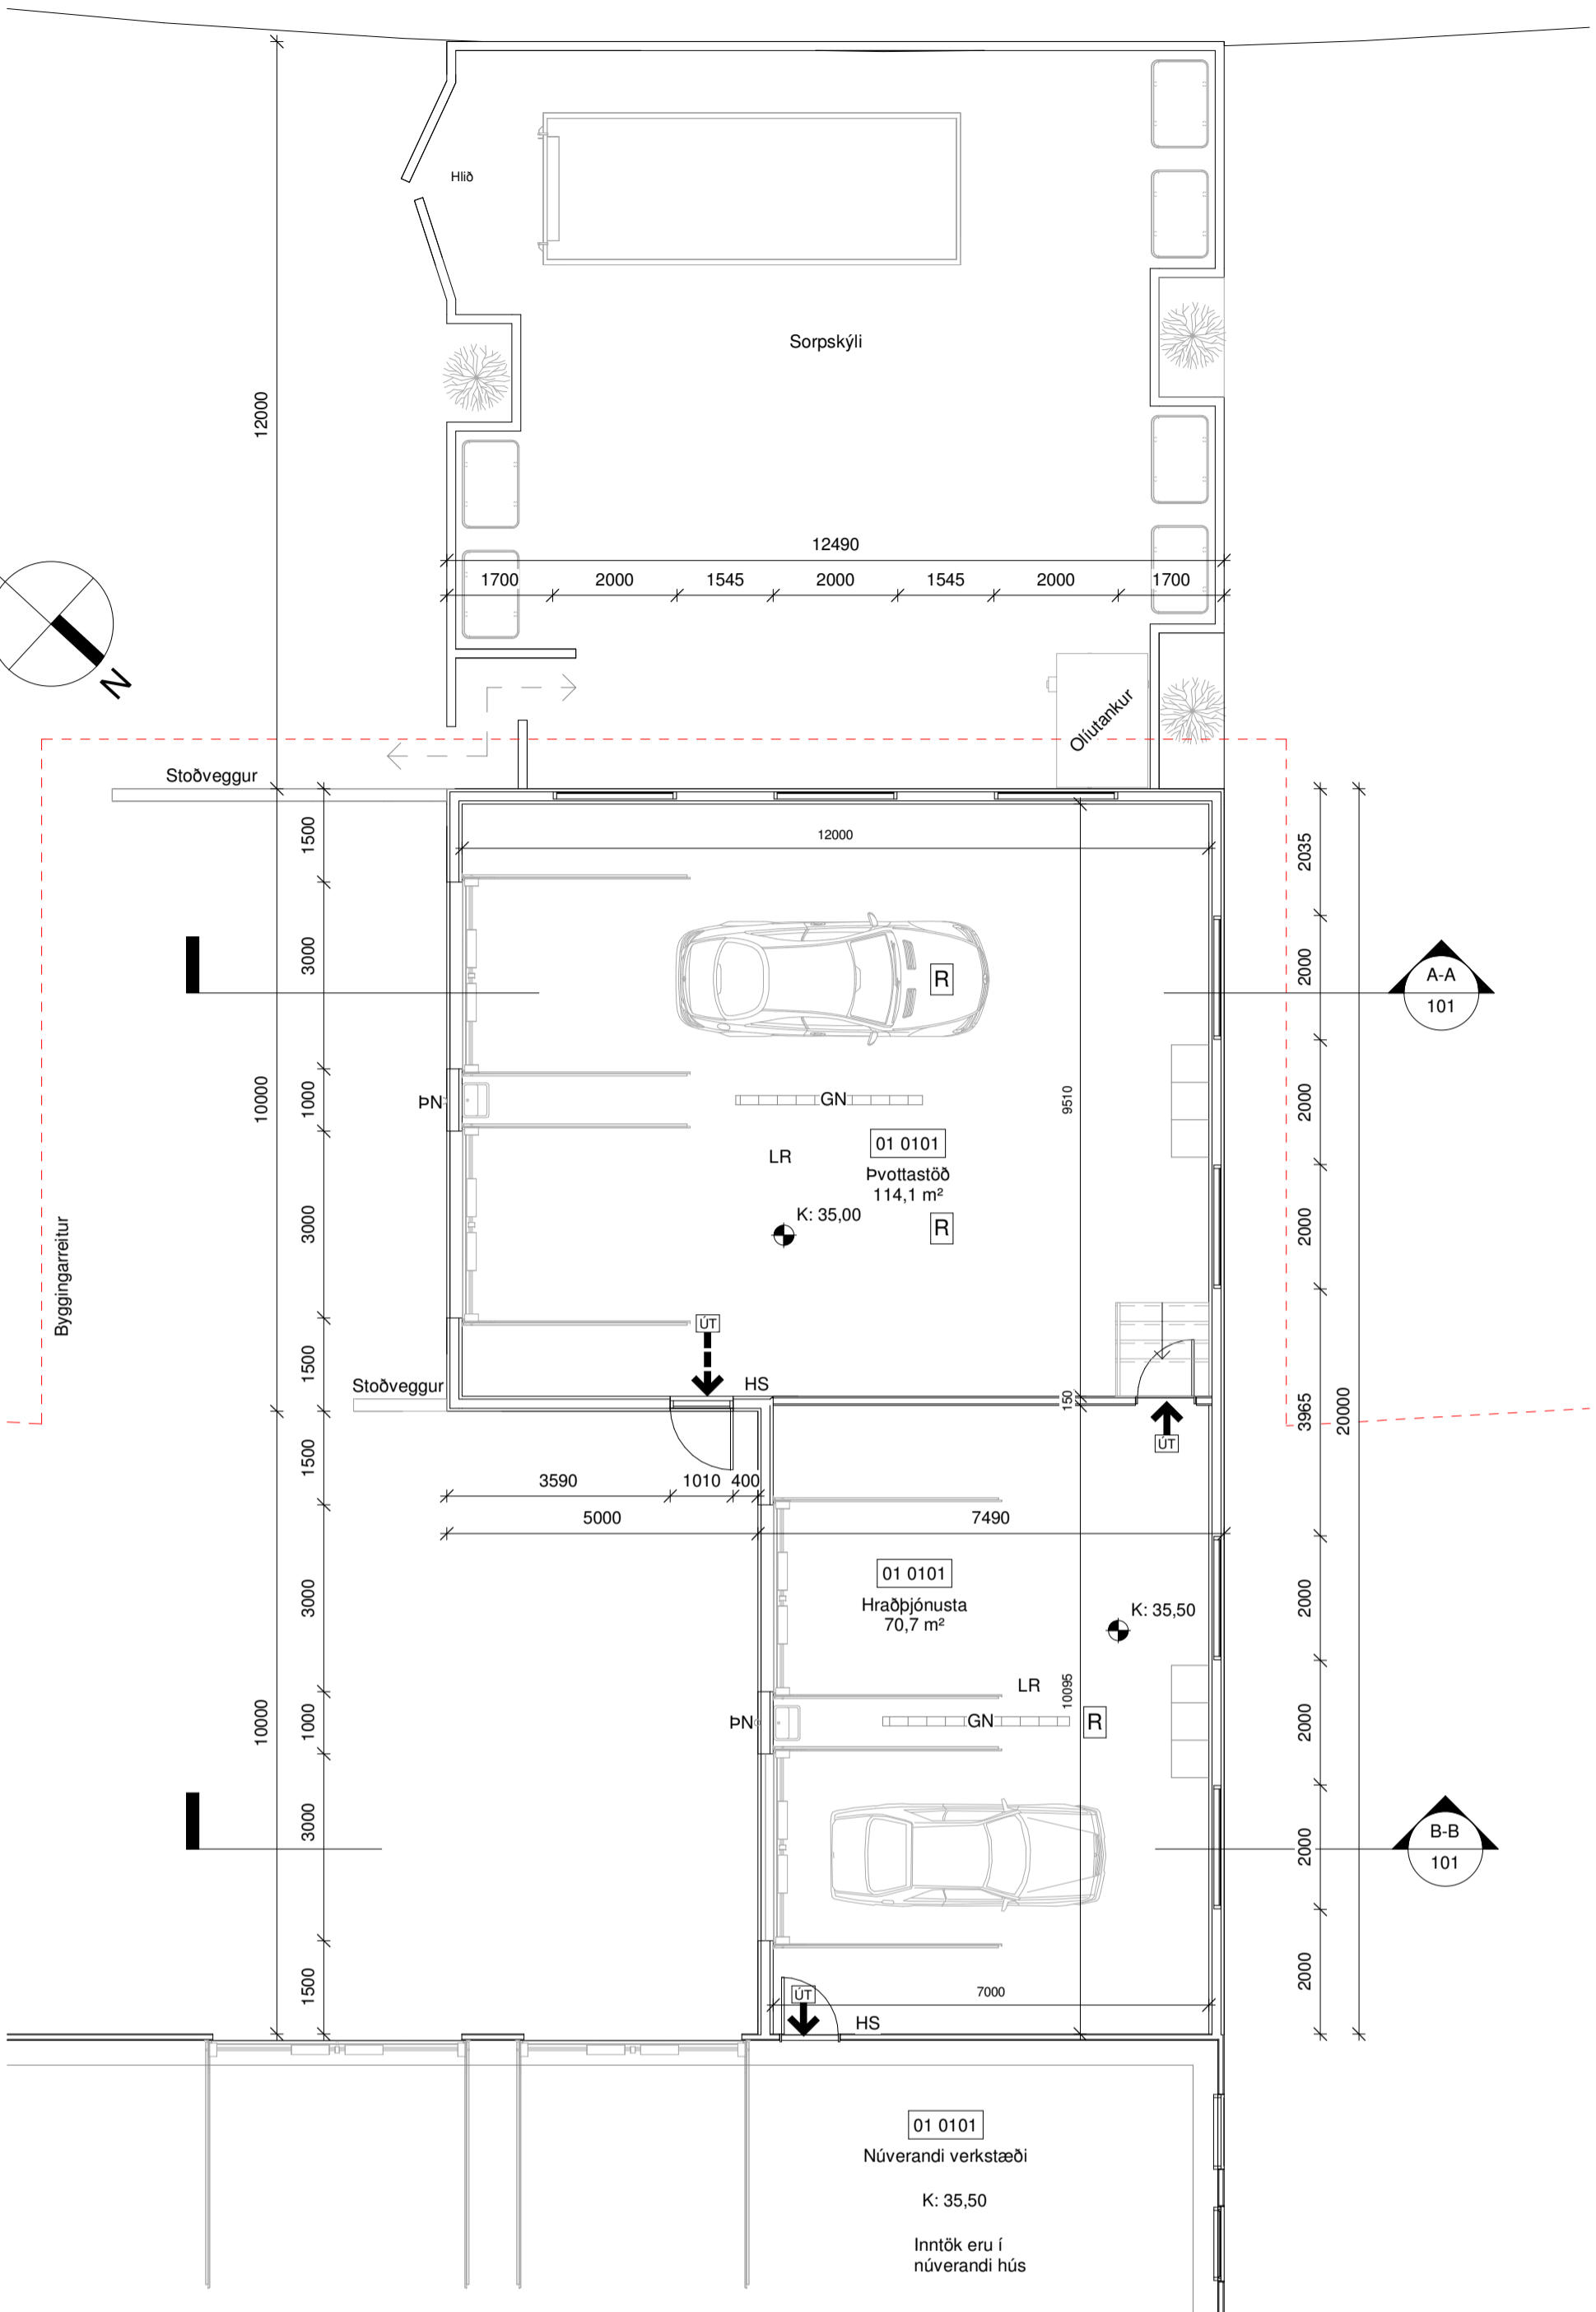 Hlið
Sorpskýli
12000
12490
1700
2000
1545
2000
1545
2000
1700
N
Olíutankur
Stoðveggur
12000
1500
2035
3000
2000
A-A
101
R
10000
1000
ÞN
GN
9510
2000
01 0101
LR
Þvottastöð
114,1 m²
K: 35,00
R
3000
2000
Byggingarreitur
ÚT
1500
Stoðveggur
HS
150
3965
20000
ÚT
1500
3590
1010
400
5000
7490
01 0101
Hraðþjónusta
70,7 m²
K: 35,50
3000
2000
LR
10095
10000
1000
ÞN
GN
R
2000
3000
2000
B-B
101
1500
2000
ÚT
7000
HS
01 0101
Núverandi verkstæði
K: 35,50
Inntök eru í
núverandi hús